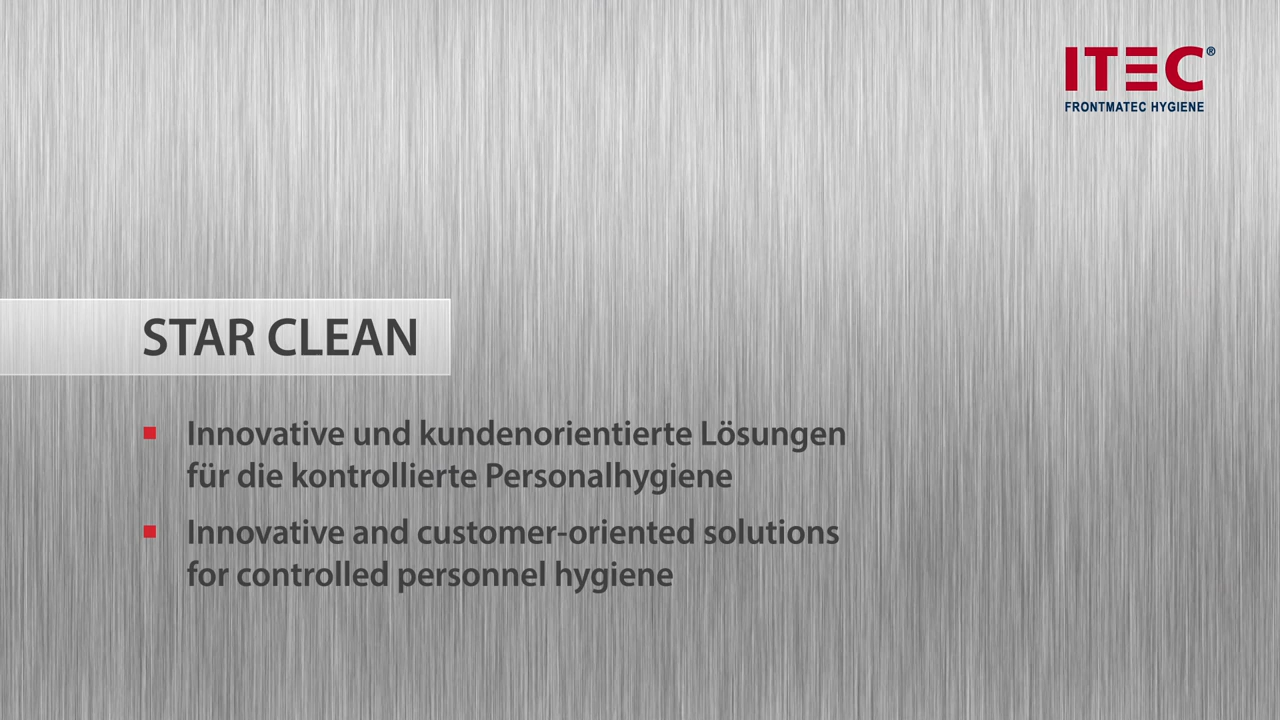 ITEC®
FRONTMATEC HYGIENE
STAR CLEAN
Innovative und kundenorientierte Lösungen
für die kontrollierte Personalhygiene
Innovative and customer-oriented solutions
for controlled personnel hygiene